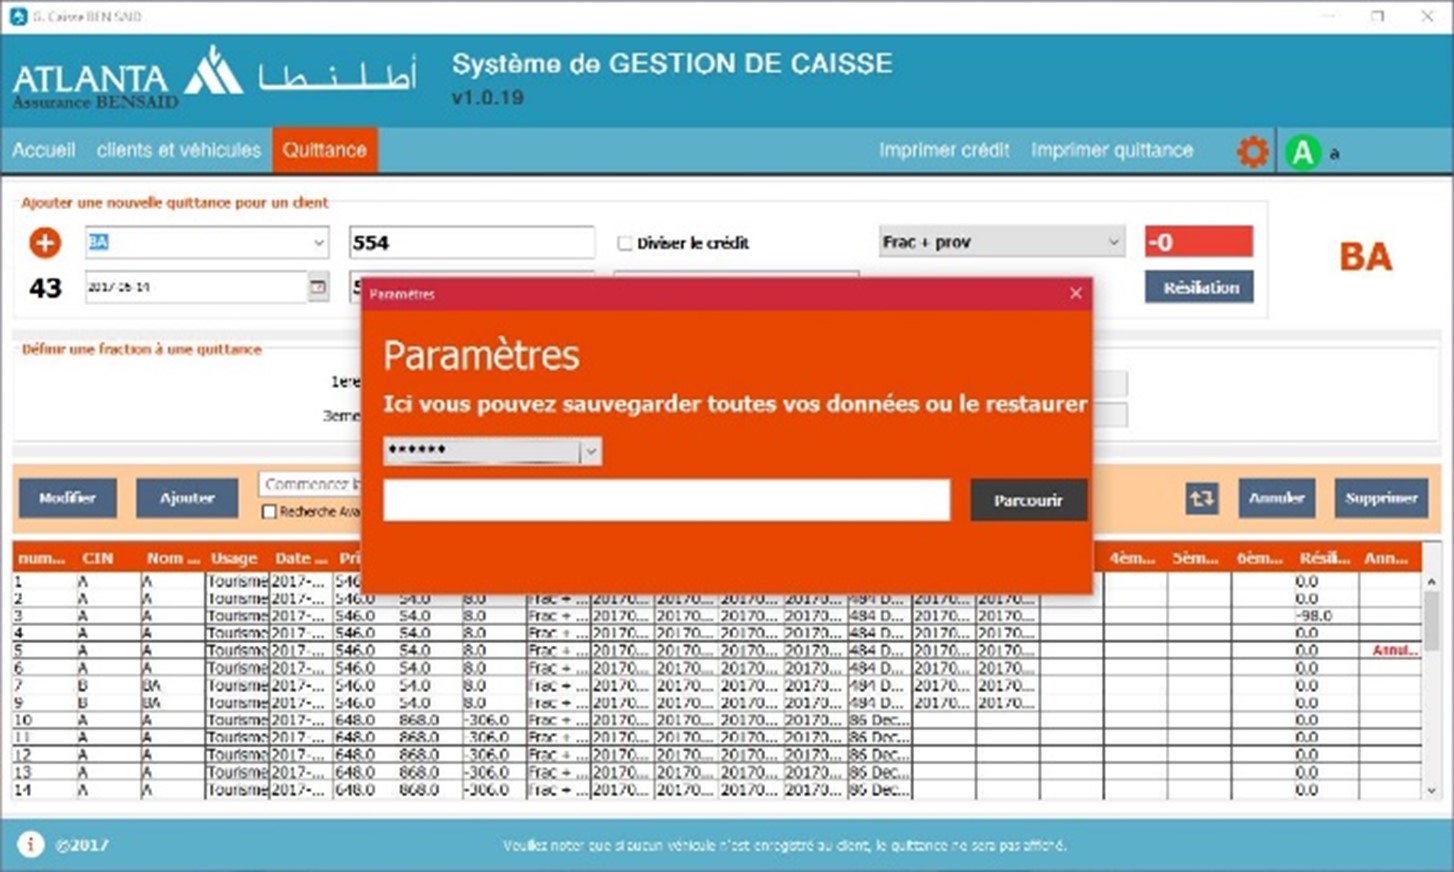 G. Caisse BEN SAID
ATLANTA أطلنطا
Assurance BENSAID
Système de GESTION DE CAISSE
v1.0.19
Accueil clients et véhicules Quittance Imprimer crédit Imprimer quittance A a
Ajouter une nouvelle quittance pour un client
BA 554 Diviser le crédit Frac + prov -0 BA
43 2017-06-14 Résiliation
Définir une fraction à une quittance
1ere
3eme
Paramètres
Paramètres
Ici vous pouvez sauvegarder toutes vos données ou le restaurer
******
Parcourir
Modifier Ajouter Commencez Annuler Supprimer
Recherche Ava
num... CIN Nom ... Usage Date ... Pri 4èm... 5èm... 6èm... Résil... Ann...
1 A A Tourisme 2017-... 546 0.0
2 A A Tourisme 2017-... 546.0 54.0 8.0 Frac + ... 20170... 20170... 20170... 20170... 484 D... 20170... 20170... 0.0
3 A A Tourisme 2017-... 546.0 54.0 8.0 Frac + ... 20170... 20170... 20170... 20170... 484 D... 20170... 20170... -98.0
4 A A Tourisme 2017-... 546.0 54.0 8.0 Frac + ... 20170... 20170... 20170... 20170... 484 D... 20170... 20170... 0.0
5 A A Tourisme 2017-... 546.0 54.0 8.0 Frac + ... 20170... 20170... 20170... 20170... 484 D... 20170... 20170... 0.0 Annul...
6 A A Tourisme 2017-... 546.0 54.0 8.0 Frac + ... 20170... 20170... 20170... 20170... 484 D... 20170... 20170... 0.0
7 B BA Tourisme 2017-... 546.0 54.0 8.0 Frac + ... 20170... 20170... 20170... 20170... 484 D... 20170... 20170... 0.0
9 B BA Tourisme 2017-... 546.0 54.0 8.0 Frac + ... 20170... 20170... 20170... 20170... 484 D... 20170... 20170... 0.0
10 A A Tourisme 2017-... 648.0 868.0 -306.0 Frac + ... 20170... 20170... 20170... 20170... 86 Dec... 0.0
11 A A Tourisme 2017-... 648.0 868.0 -306.0 Frac + ... 20170... 20170... 20170... 20170... 86 Dec... 0.0
12 A A Tourisme 2017-... 648.0 868.0 -306.0 Frac + ... 20170... 20170... 20170... 20170... 86 Dec... 0.0
13 A A Tourisme 2017-... 648.0 868.0 -306.0 Frac + ... 20170... 20170... 20170... 20170... 86 Dec... 0.0
14 A A Tourisme 2017-... 648.0 868.0 -306.0 Frac + ... 20170... 20170... 20170... 20170... 86 Dec... 0.0
©2017 Veuillez noter que si aucun véhicule n'est enregistré au client, le quittance ne sera pas affiché.